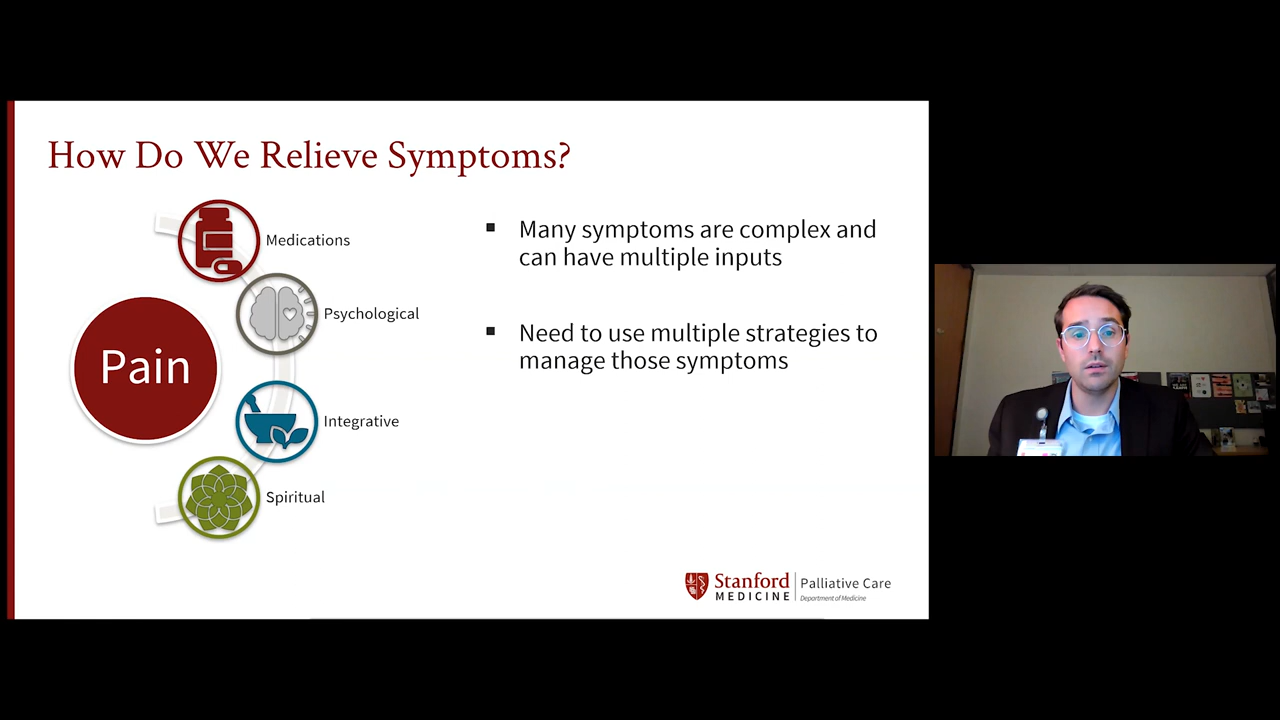 How Do We Relieve Symptoms?
Medications
Psychological
Pain
Integrative
Spiritual
▪ Many symptoms are complex and
can have multiple inputs
▪ Need to use multiple strategies to
manage those symptoms
Stanford
MEDICINE
Palliative Care
Department of Medicine